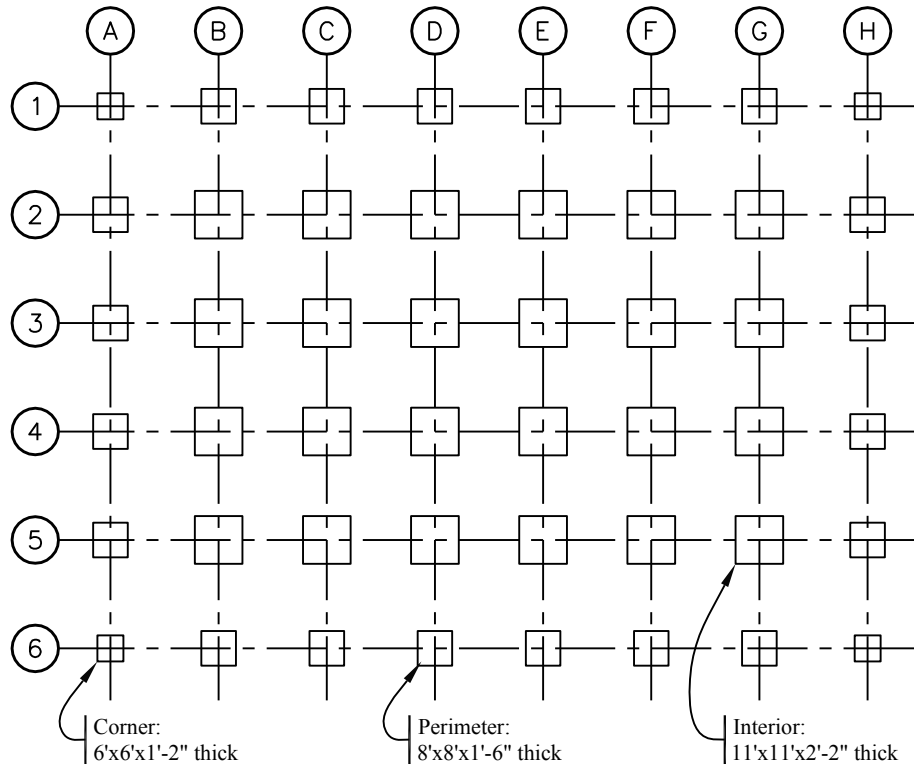 A B C D E F G H
1
2
3
4
5
6
Corner:
6'x6'x1'-2" thick
Perimeter:
8'x8'x1'-6" thick
Interior:
11'x11'x2'-2" thick